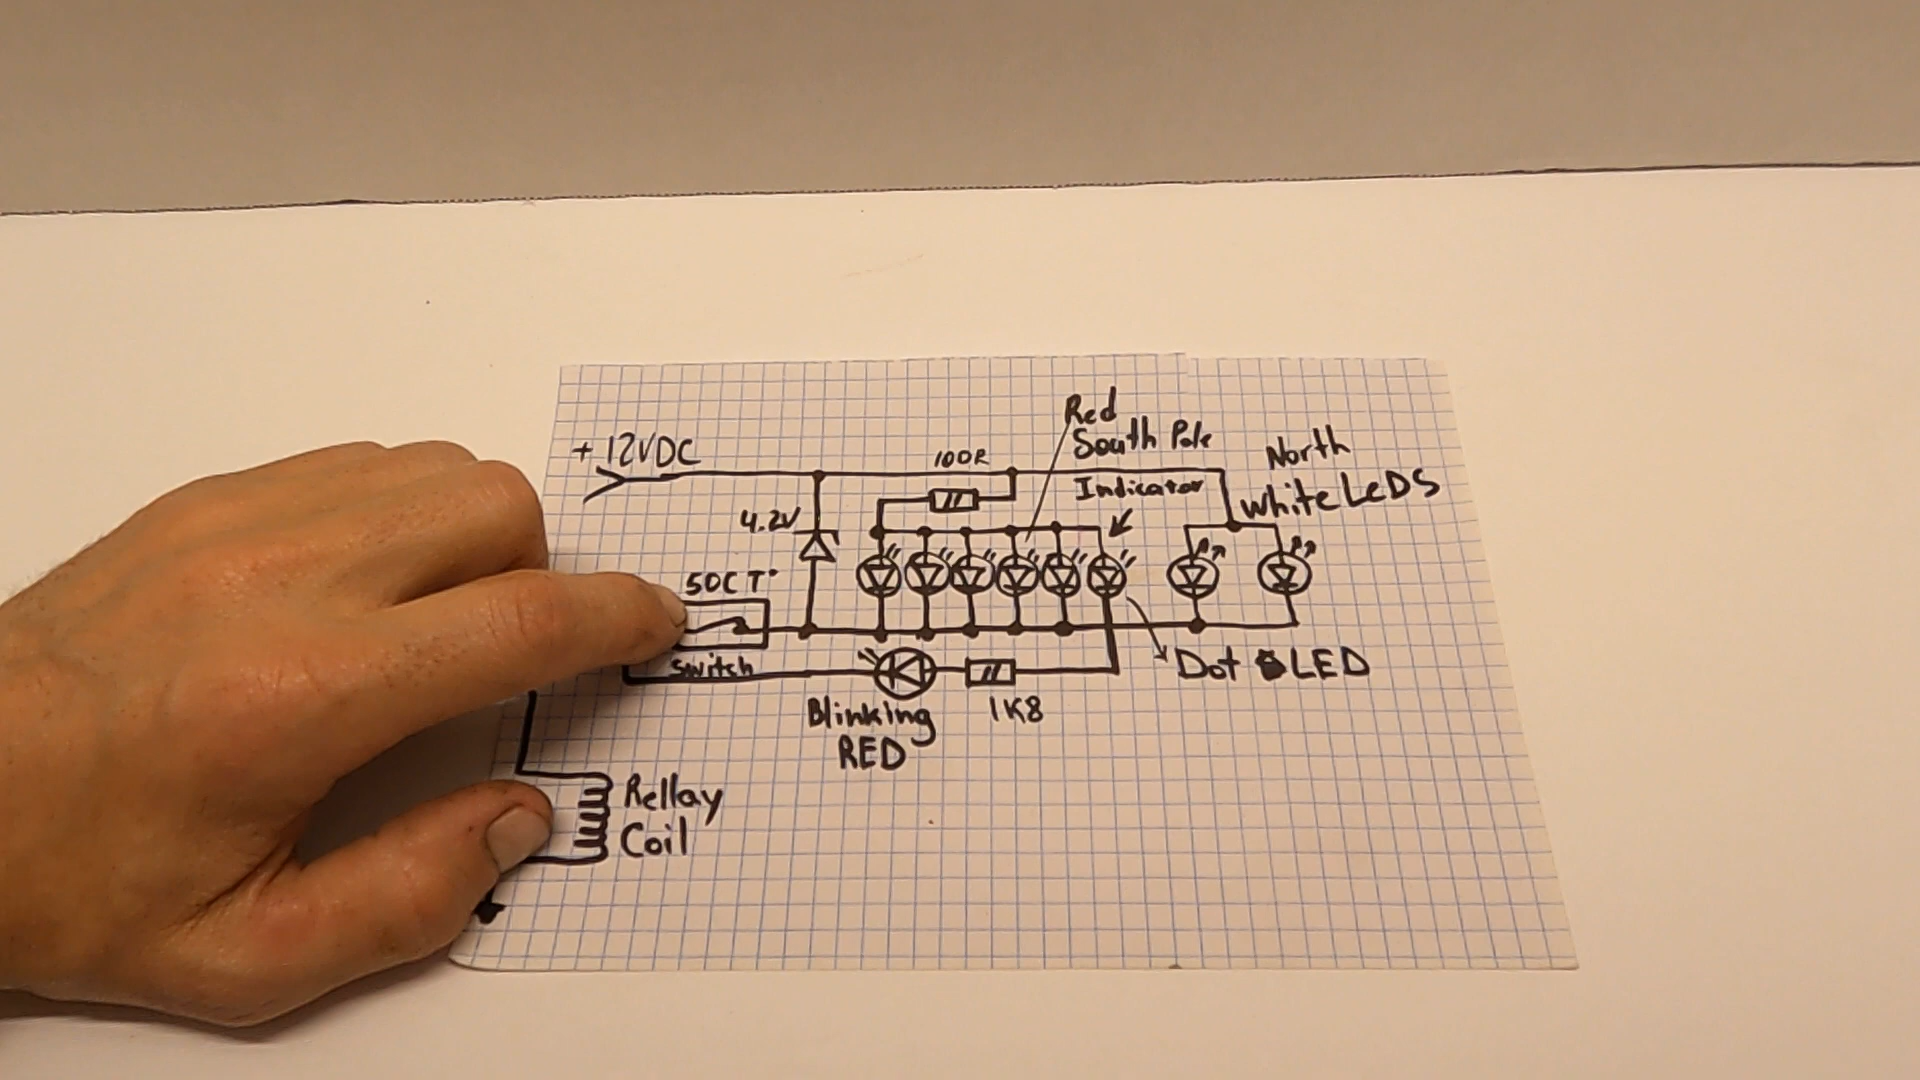 +12VDC
100R
Red
South Pole
Indicator
North
White LeDS
4.2V
50C T°
Switch
Dot LED
Blinking
RED
1K8
Rellay
Coil